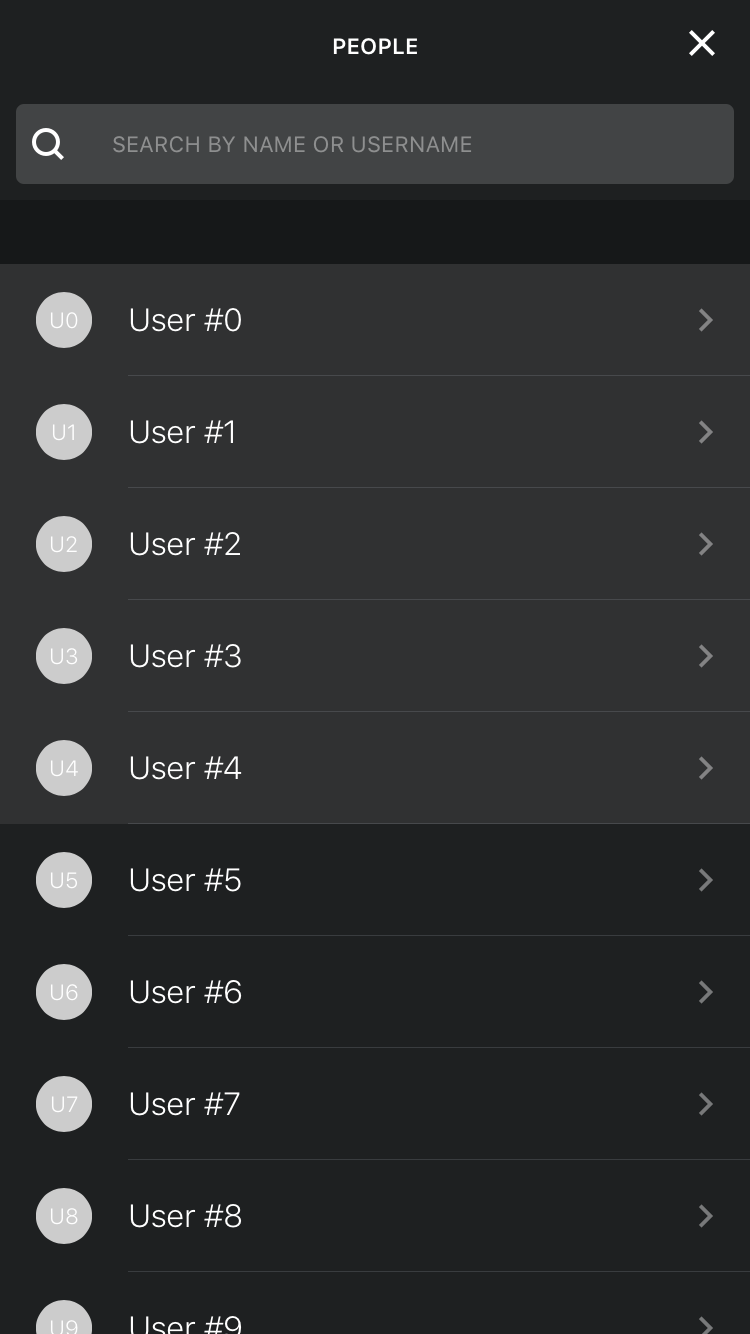 PEOPLE
SEARCH BY NAME OR USERNAME
U0 User #0
U1 User #1
U2 User #2
U3 User #3
U4 User #4
U5 User #5
U6 User #6
U7 User #7
U8 User #8
U9 User #9